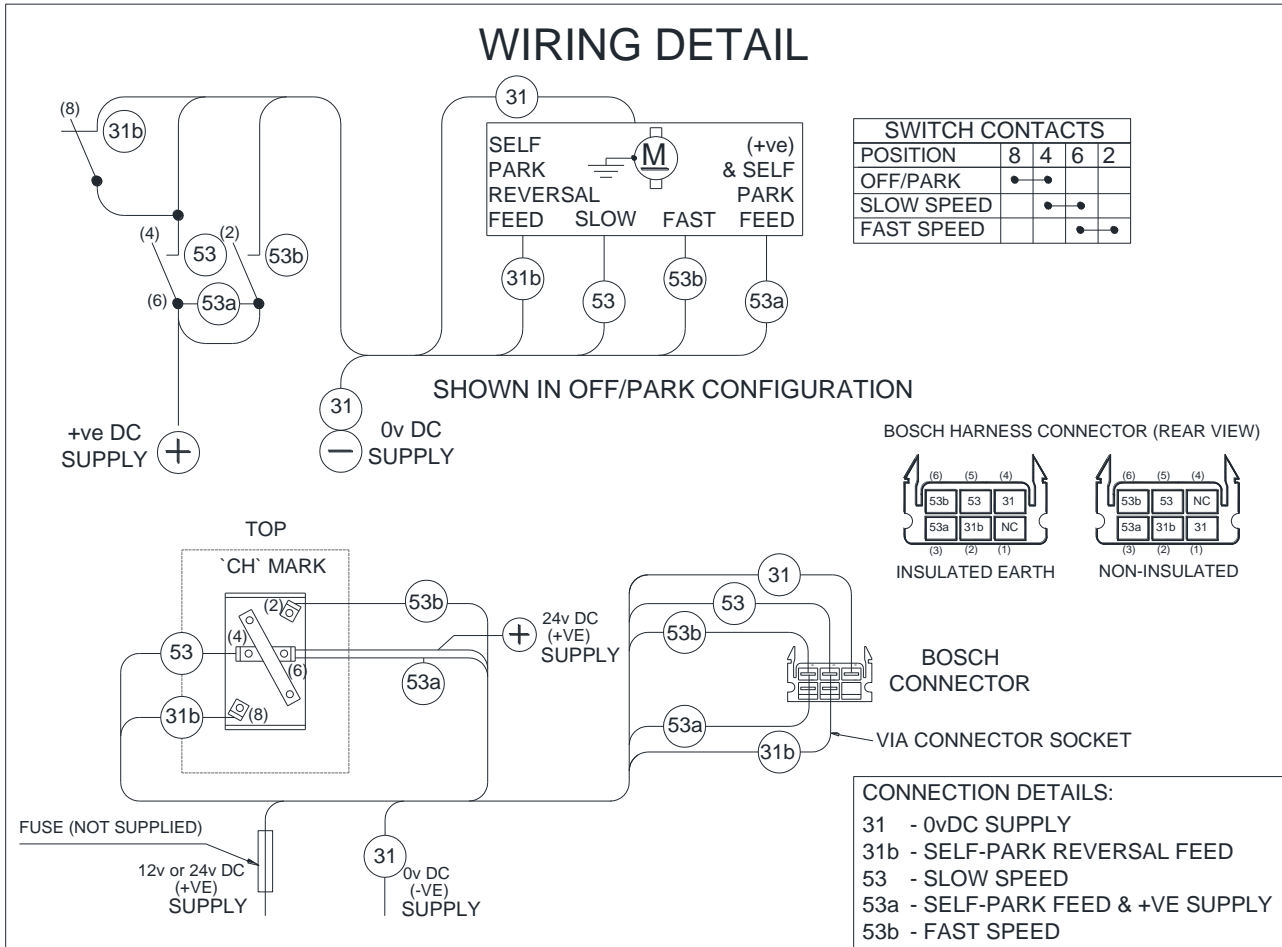 WIRING DETAIL
(8)
31b
31
(4)
53
(2)
53b
(6)
53a
+ve DC
SUPPLY
+
31
−
0v DC
SUPPLY
SELF
PARK
REVERSAL
FEED
SLOW
FAST
M
(+ve)
& SELF
PARK
FEED
31b
53
53b
53a
SHOWN IN OFF/PARK CONFIGURATION
SWITCH CONTACTS
POSITION 8 4 6 2
OFF/PARK
SLOW SPEED
FAST SPEED
BOSCH HARNESS CONNECTOR (REAR VIEW)
(6) (5) (4)
53b 53 31
53a 31b NC
(3) (2) (1)
INSULATED EARTH
(6) (5) (4)
53b 53 NC
53a 31b 31
(3) (2) (1)
NON-INSULATED
TOP
`CH` MARK
(2)
(4)
(6)
(8)
53
31b
53b
53a
+
24v DC
(+VE)
SUPPLY
31
53
53b
53a
31b
BOSCH
CONNECTOR
VIA CONNECTOR SOCKET
FUSE (NOT SUPPLIED)
12v or 24v DC
(+VE)
SUPPLY
31
0v DC
(-VE)
SUPPLY
CONNECTION DETAILS:
31 - 0vDC SUPPLY
31b - SELF-PARK REVERSAL FEED
53 - SLOW SPEED
53a - SELF-PARK FEED & +VE SUPPLY
53b - FAST SPEED